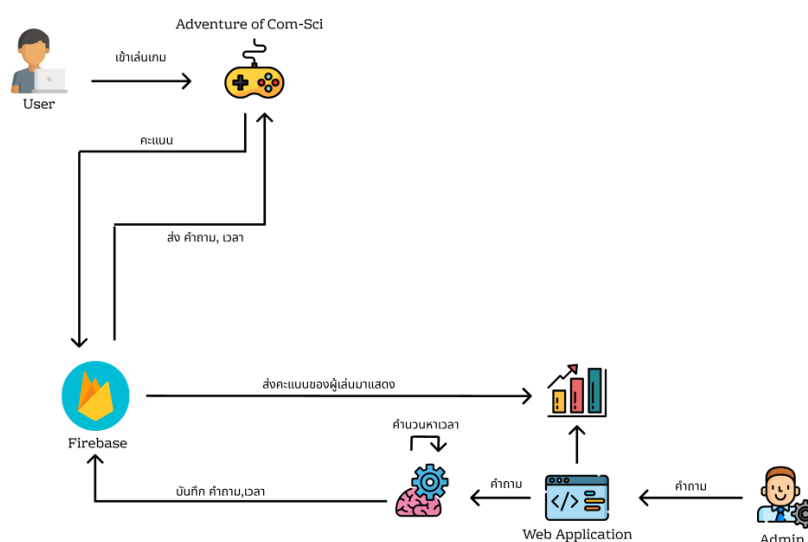 Adventure of Com-Sci
เข้าเล่นเกม
User
คะแนน
ส่ง คำถาม, เวลา
ส่งคะแนนของผู้เล่นมาแสดง
คำนวนหาเวลา
Firebase
บันทึก คำถาม,เวลา
คำถาม
คำถาม
Web Application
Admin